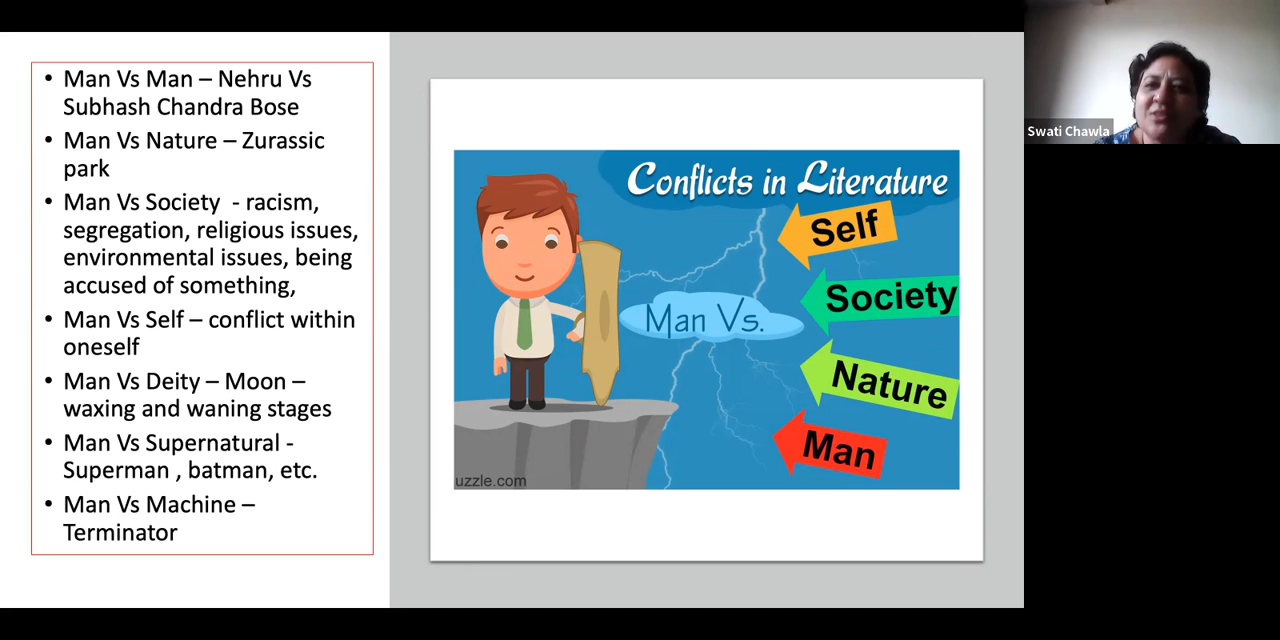 • Man Vs Man – Nehru Vs
Subhash Chandra Bose
• Man Vs Nature – Zurassic
park
• Man Vs Society - racism,
segregation, religious issues,
environmental issues, being
accused of something,
• Man Vs Self – conflict within
oneself
• Man Vs Deity – Moon –
waxing and waning stages
• Man Vs Supernatural -
Superman , batman, etc.
• Man Vs Machine –
Terminator
Conflicts in Literature
Self
Society
Man Vs.
Nature
Man
uzzle.com
Swati Chawla